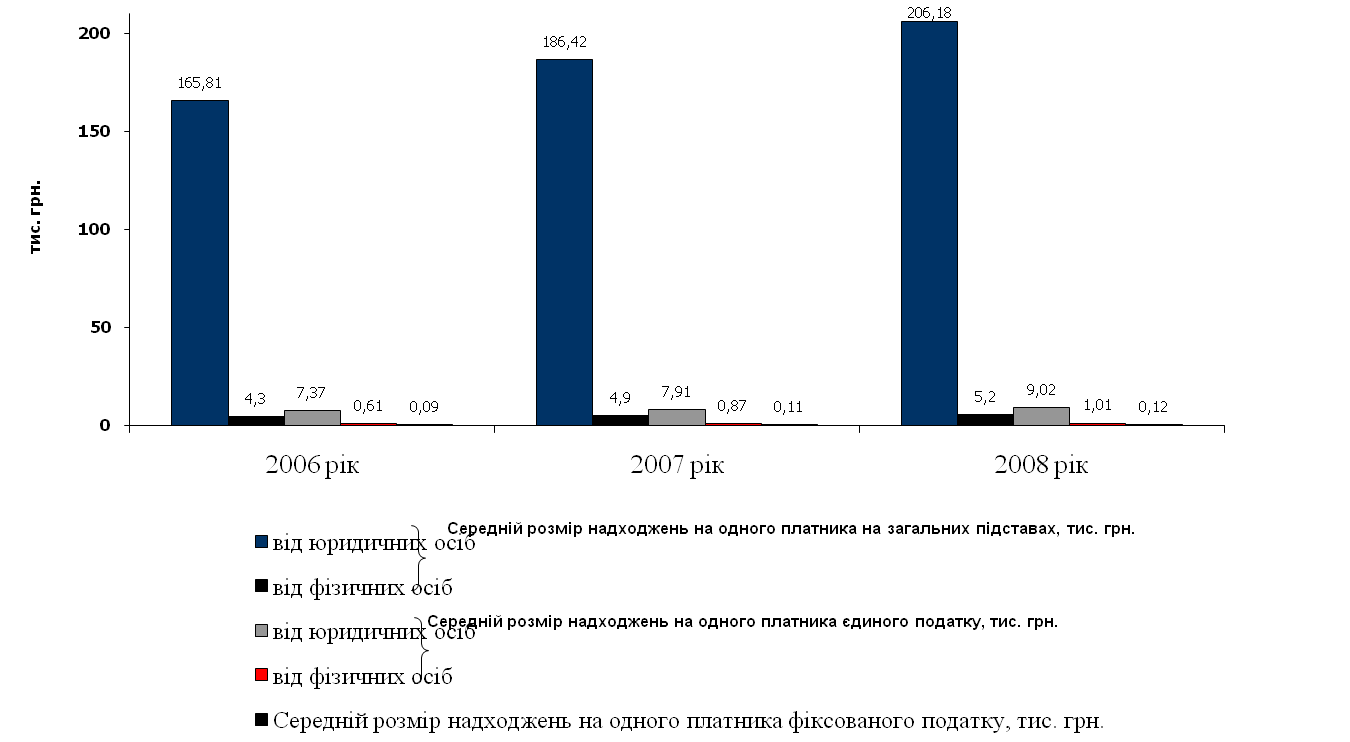 206,18
200
186,42
165,81
150
тис. грн.
100
50
4,3
7,37
0,61
0,09
4,9
7,91
0,87
0,11
5,2
9,02
1,01
0,12
0
2006 рік
2007 рік
2008 рік
Середній розмір надходжень на одного платника на загальних підставах, тис. грн.
від юридичних осіб
від фізичних осіб
Середній розмір надходжень на одного платника єдиного податку, тис. грн.
від юридичних осіб
від фізичних осіб
Середній розмір надходжень на одного платника фіксованого податку, тис. грн.